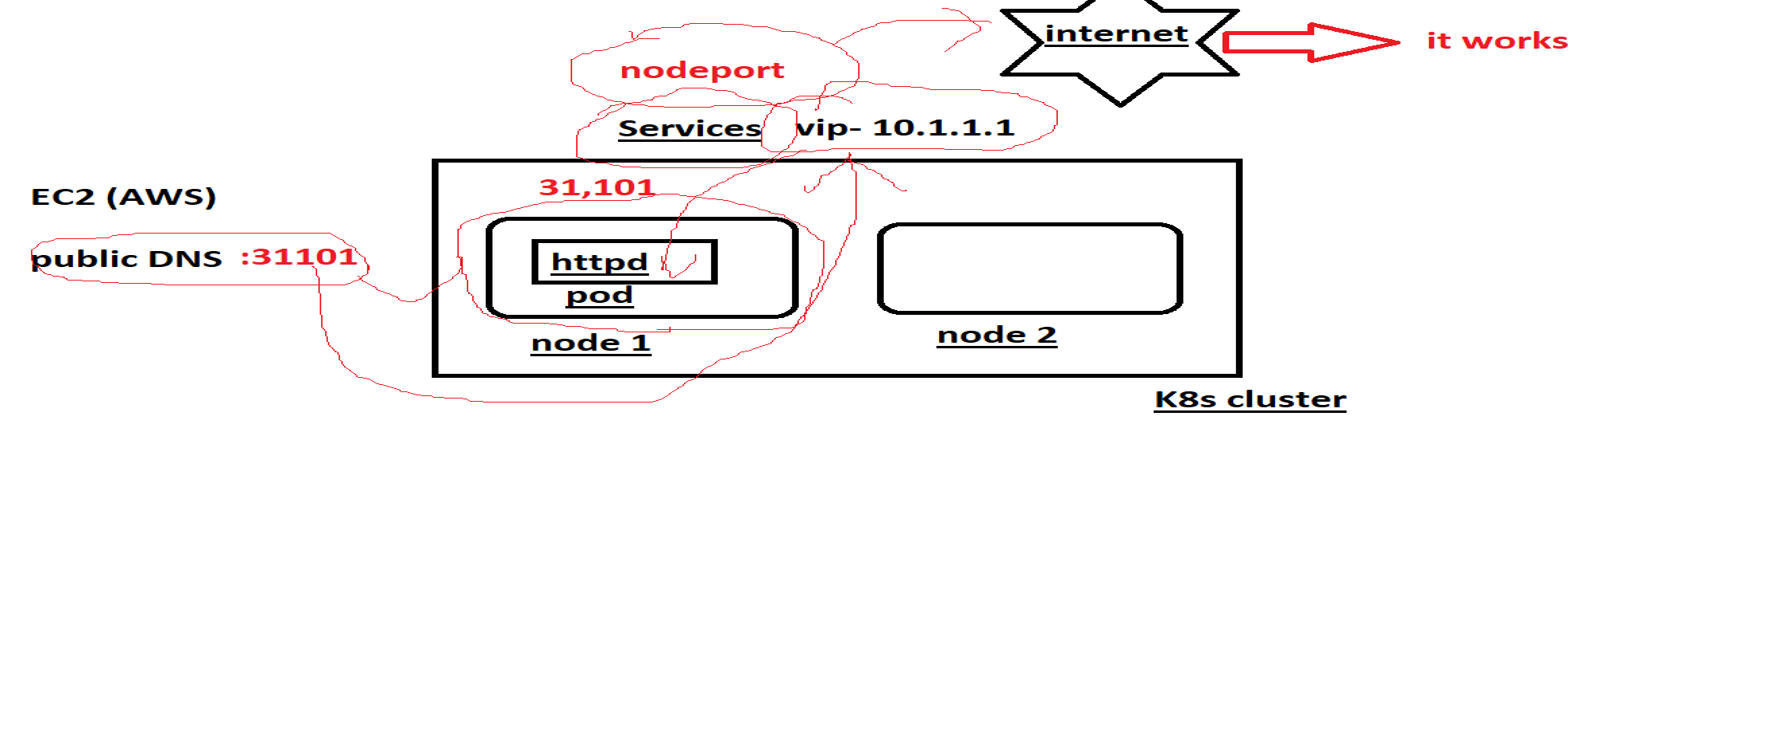 internet
it works
nodeport
Services vip- 10.1.1.1
31,101
EC2 (AWS)
public DNS :31101
httpd
pod
node 1
node 2
K8s cluster